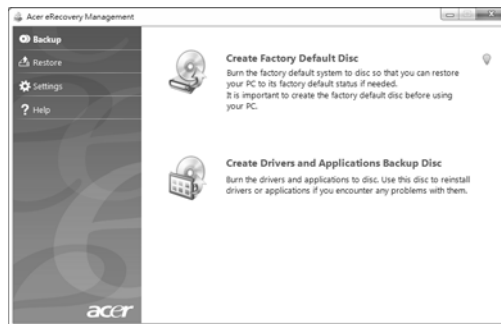 Acer eRecovery Management
Backup
Restore
Settings
Help
Create Factory Default Disc
Burn the factory default system to disc so that you can restore
your PC to its factory default status if needed.
It is important to create the factory default disc before using
your PC.
Create Drivers and Applications Backup Disc
Burn the drivers and applications to disc. Use this disc to reinstall
drivers or applications if you encounter any problems with them.
acer